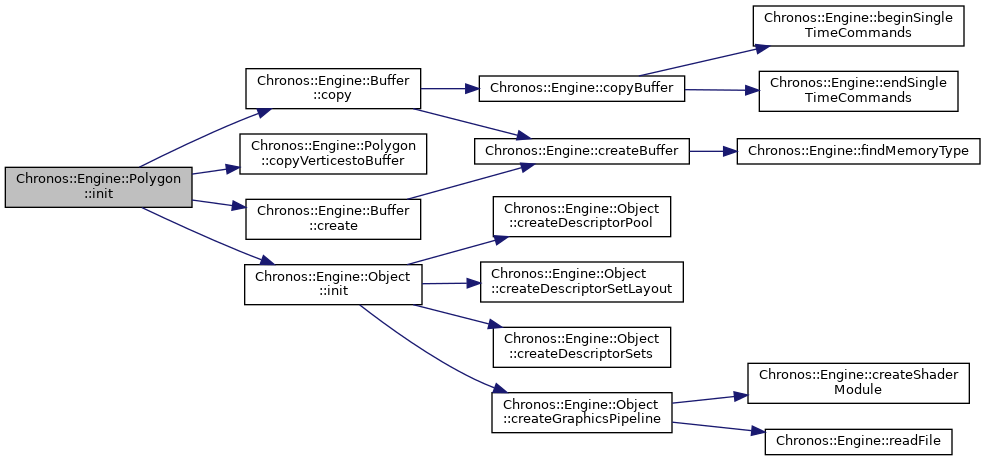 Chronos::Engine::Polygon
::init
Chronos::Engine::Buffer
::copy
Chronos::Engine::Polygon
::copyVerticestoBuffer
Chronos::Engine::Buffer
::create
Chronos::Engine::Object
::init
Chronos::Engine::copyBuffer
Chronos::Engine::createBuffer
Chronos::Engine::Object
::createDescriptorPool
Chronos::Engine::Object
::createDescriptorSetLayout
Chronos::Engine::Object
::createDescriptorSets
Chronos::Engine::Object
::createGraphicsPipeline
Chronos::Engine::beginSingle
TimeCommands
Chronos::Engine::endSingle
TimeCommands
Chronos::Engine::findMemoryType
Chronos::Engine::createShader
Module
Chronos::Engine::readFile